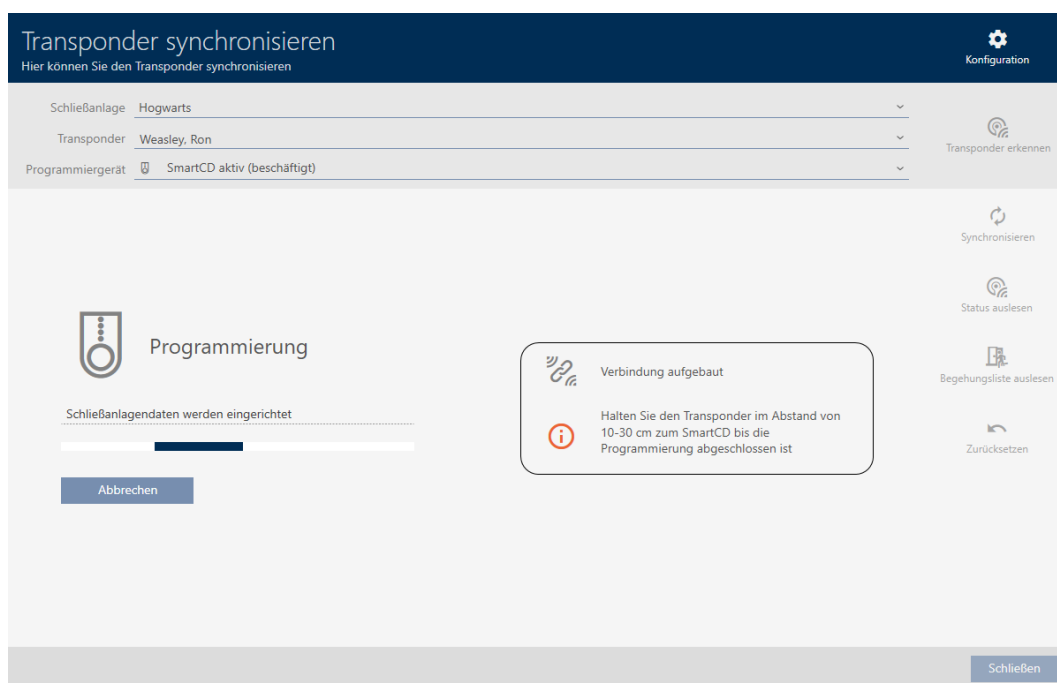 Transponder synchronisieren
Hier können Sie den Transponder synchronisieren
Konfiguration
Schließanlage Hogwarts
Transponder Weasley, Ron
Programmiergerät SmartCD aktiv (beschäftigt)
Transponder erkennen
Synchronisieren
Status auslesen
Begehungsliste auslesen
Zurücksetzen
Programmierung
Schließanlagendaten werden eingerichtet
Abbrechen
Verbindung aufgebaut
Halten Sie den Transponder im Abstand von
10-30 cm zum SmartCD bis die
Programmierung abgeschlossen ist
Schließen